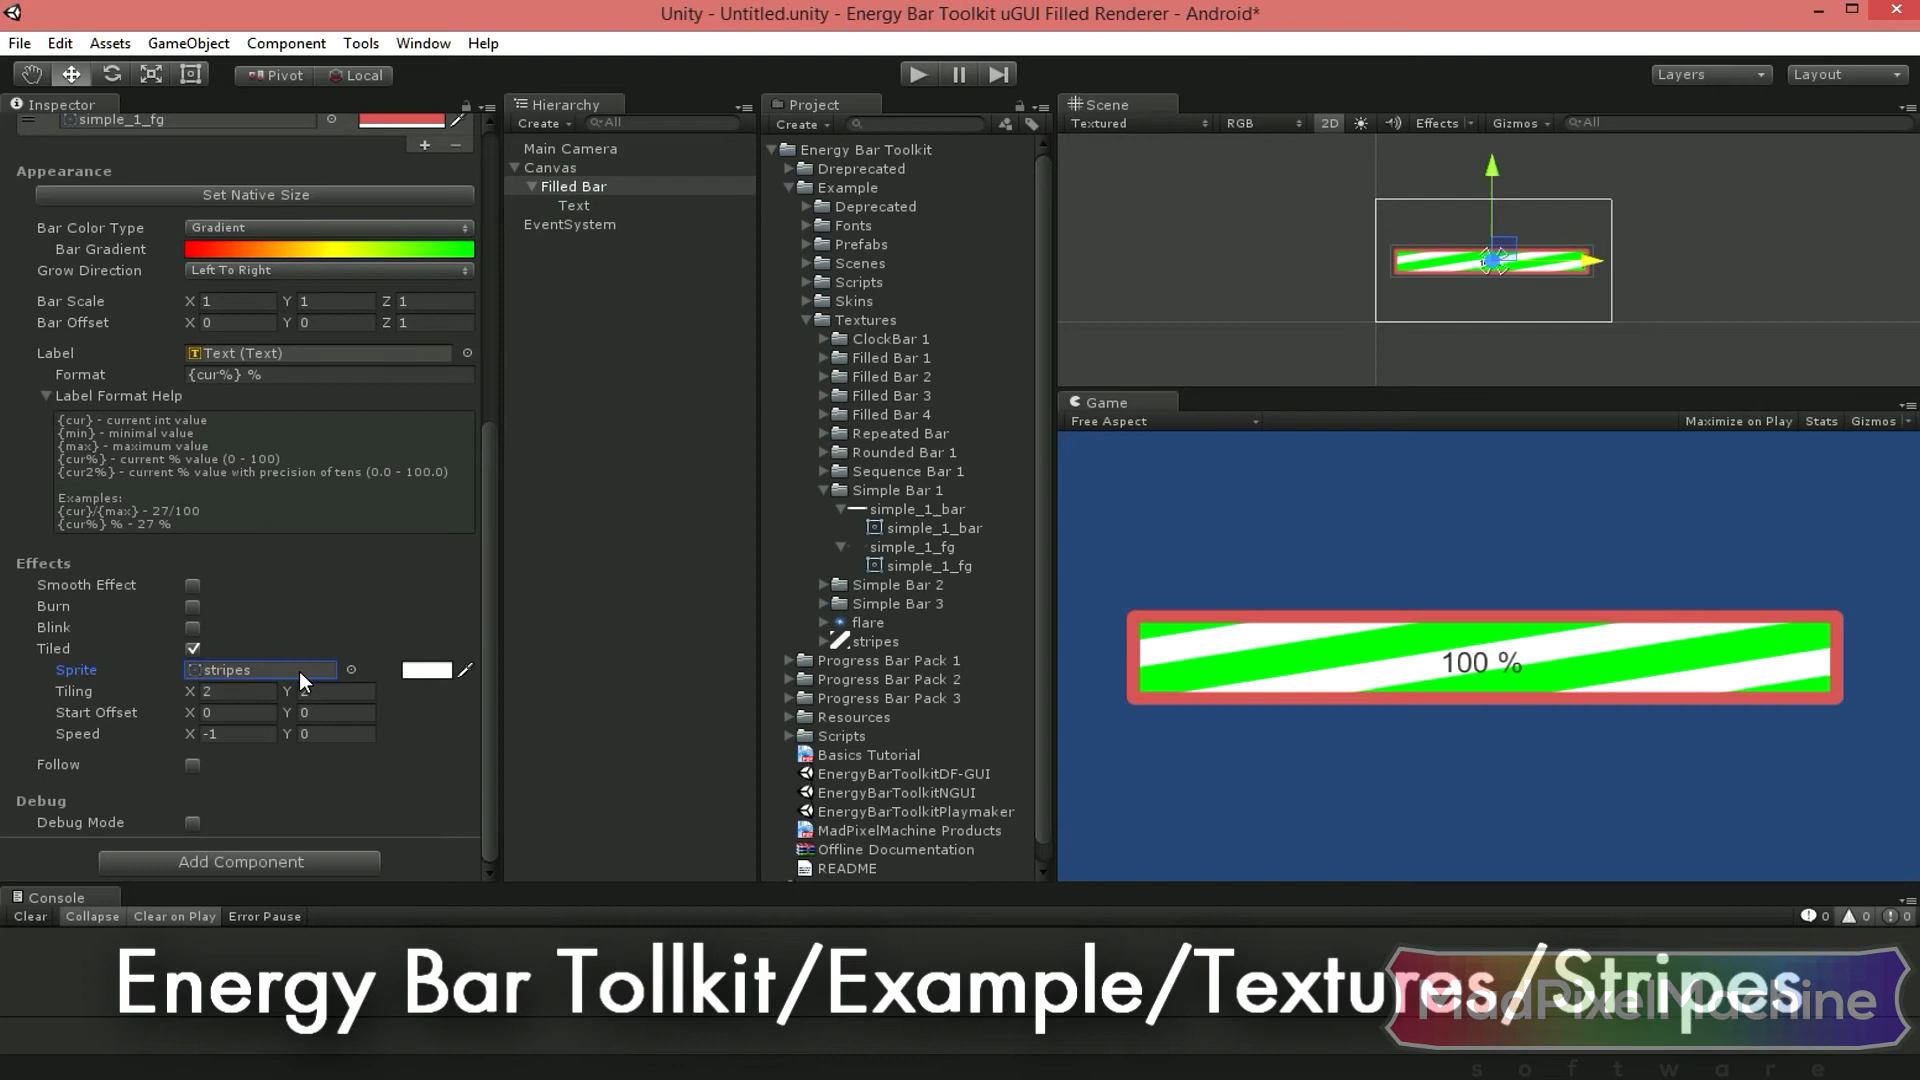 Unity - Untitled.unity - Energy Bar Toolkit uGUI Filled Renderer - Android*
File Edit Assets GameObject Component Tools Window Help
Pivot Local
Layers Layout
Inspector
simple_1_fg
+ -
Appearance
Set Native Size
Bar Color Type Gradient
Bar Gradient
Grow Direction Left To Right
Bar Scale X 1 Y 1 Z 1
Bar Offset X 0 Y 0 Z 1
Label Text (Text)
Format {cur%} %
Label Format Help
{cur} - current int value
{min} - minimal value
{max} - maximum value
{cur%} - current % value (0 - 100)
{cur2%} - current % value with precision of tens (0.0 - 100.0)
Examples:
{cur}/{max} - 27/100
{cur%} % - 27 %
Effects
Smooth Effect
Burn
Blink
Tiled
Sprite stripes
Tiling X 2 Y
Start Offset X 0 Y 0
Speed X -1 Y 0
Follow
Debug
Debug Mode
Add Component
Hierarchy
Create All
Main Camera
Canvas
Filled Bar
Text
EventSystem
Project
Create
Energy Bar Toolkit
Dreprecated
Example
Deprecated
Fonts
Prefabs
Scenes
Scripts
Skins
Textures
ClockBar 1
Filled Bar 1
Filled Bar 2
Filled Bar 3
Filled Bar 4
Repeated Bar
Rounded Bar 1
Sequence Bar 1
Simple Bar 1
simple_1_bar
simple_1_bar
simple_1_fg
simple_1_fg
Simple Bar 2
Simple Bar 3
flare
stripes
Progress Bar Pack 1
Progress Bar Pack 2
Progress Bar Pack 3
Resources
Scripts
Basics Tutorial
EnergyBarToolkitDF-GUI
EnergyBarToolkitNGUI
EnergyBarToolkitPlaymaker
MadPixelMachine Products
Offline Documentation
README
Scene
Textured RGB 2D Effects Gizmos All
Game
Free Aspect Maximize on Play Stats Gizmos
100 %
Console
Clear Collapse Clear on Play Error Pause 0 0 0
Energy Bar Tollkit/Example/Textures/Stripes
MadPixelMachine
software